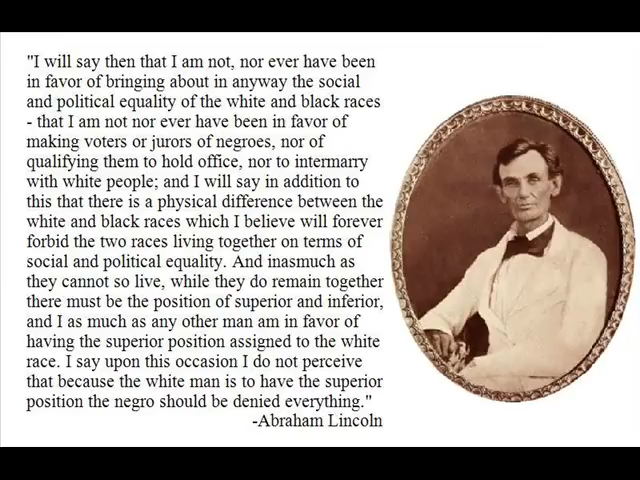 "I will say then that I am not, nor ever have been
in favor of bringing about in anyway the social
and political equality of the white and black races
- that I am not nor ever have been in favor of
making voters or jurors of negroes, nor of
qualifying them to hold office, nor to intermarry
with white people; and I will say in addition to
this that there is a physical difference between the
white and black races which I believe will forever
forbid the two races living together on terms of
social and political equality. And inasmuch as
they cannot so live, while they do remain together
there must be the position of superior and inferior,
and I as much as any other man am in favor of
having the superior position assigned to the white
race. I say upon this occasion I do not perceive
that because the white man is to have the superior
position the negro should be denied everything."
-Abraham Lincoln